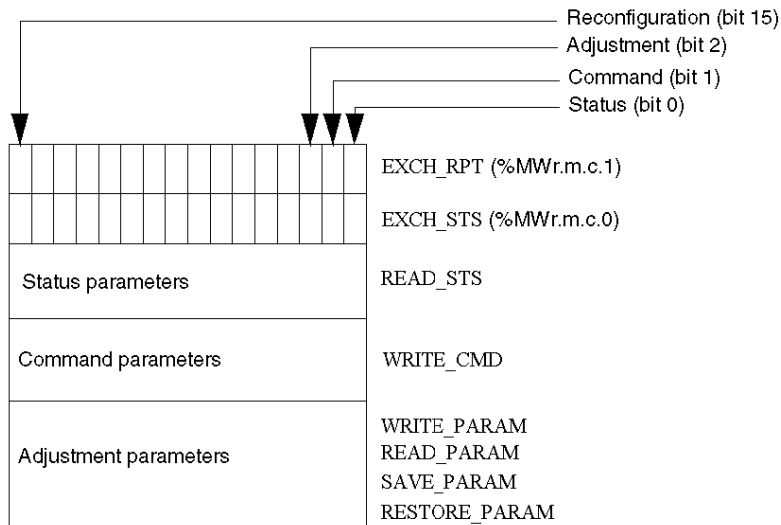 Reconfiguration (bit 15)
Adjustment (bit 2)
Command (bit 1)
Status (bit 0)
EXCH_RPT (%MWr.m.c.1)
EXCH_STS (%MWr.m.c.0)
Status parameters READ_STS
Command parameters WRITE_CMD
WRITE_PARAM
Adjustment parameters READ_PARAM
SAVE_PARAM
RESTORE_PARAM